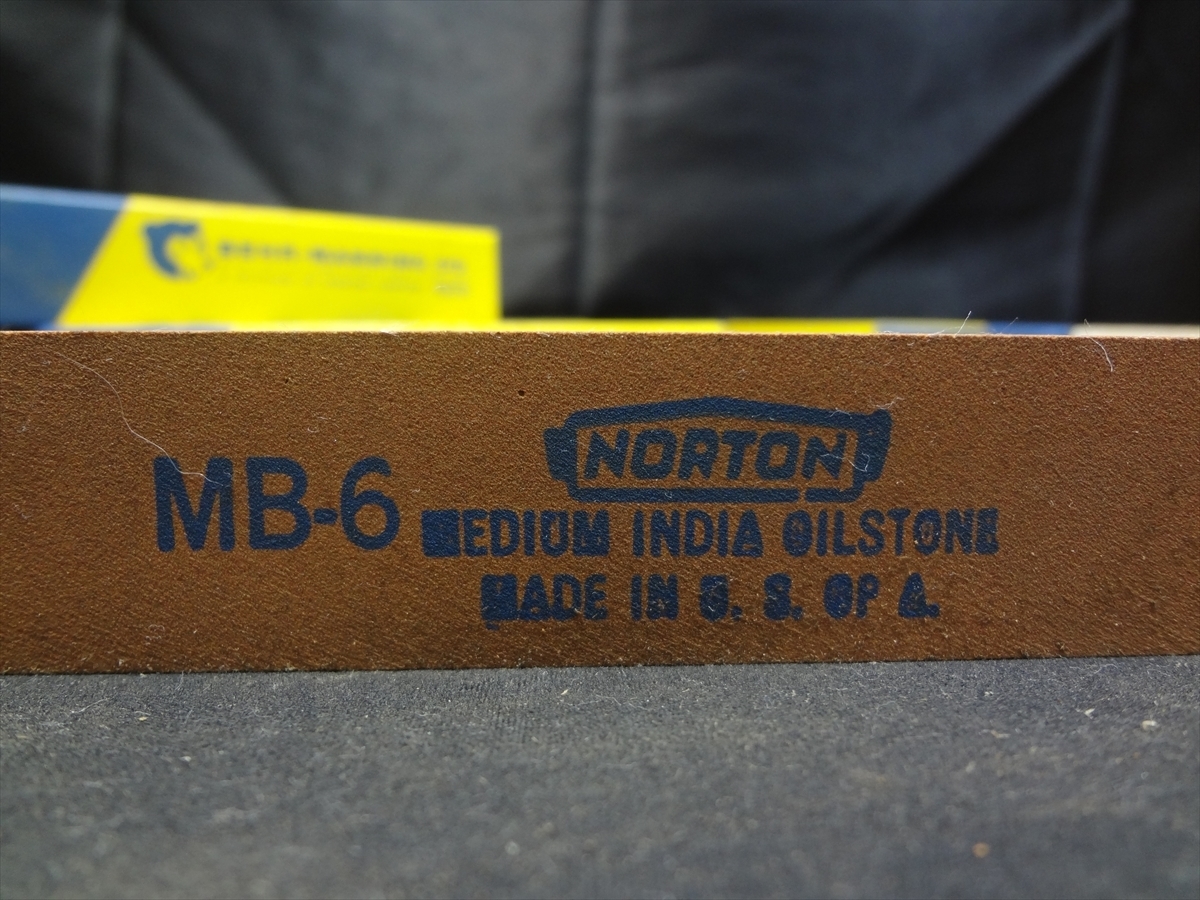 NORTON
MB-6
MEDIUM INDIA OILSTONE
MADE IN U. S. OF A.